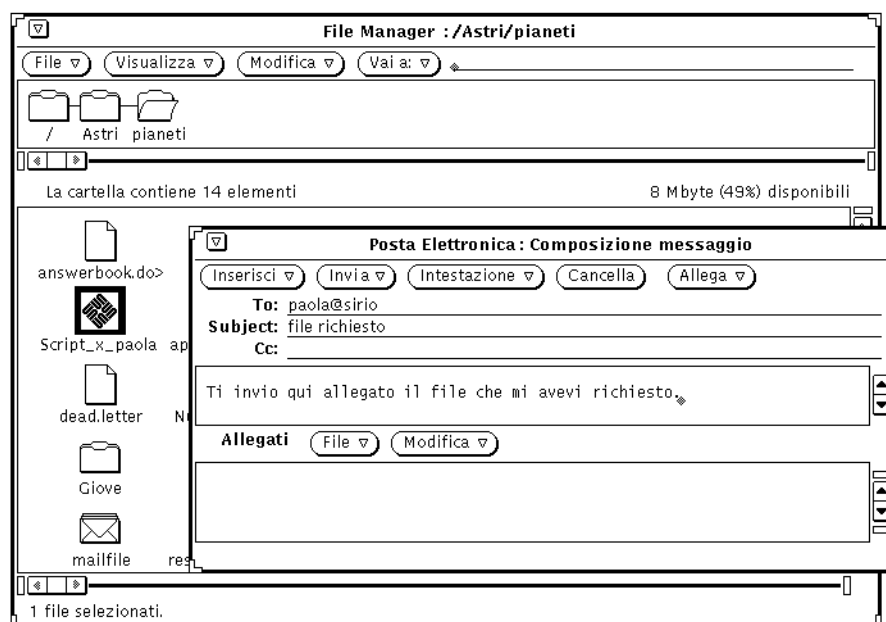 File Manager : /Astri/pianeti
File Visualizza Modifica Vai a:
/ Astri pianeti
La cartella contiene 14 elementi 8 Mbyte (49%) disponibili
answerbook.do>
Script_x_paola ap
dead.letter
Giove
mailfile res
Posta Elettronica: Composizione messaggio
Inserisci Invia Intestazione Cancella Allega
To: paola@sirio
Subject: file richiesto
Cc:
Ti invio qui allegato il file che mi avevi richiesto.
Allegati File Modifica
1 file selezionati.